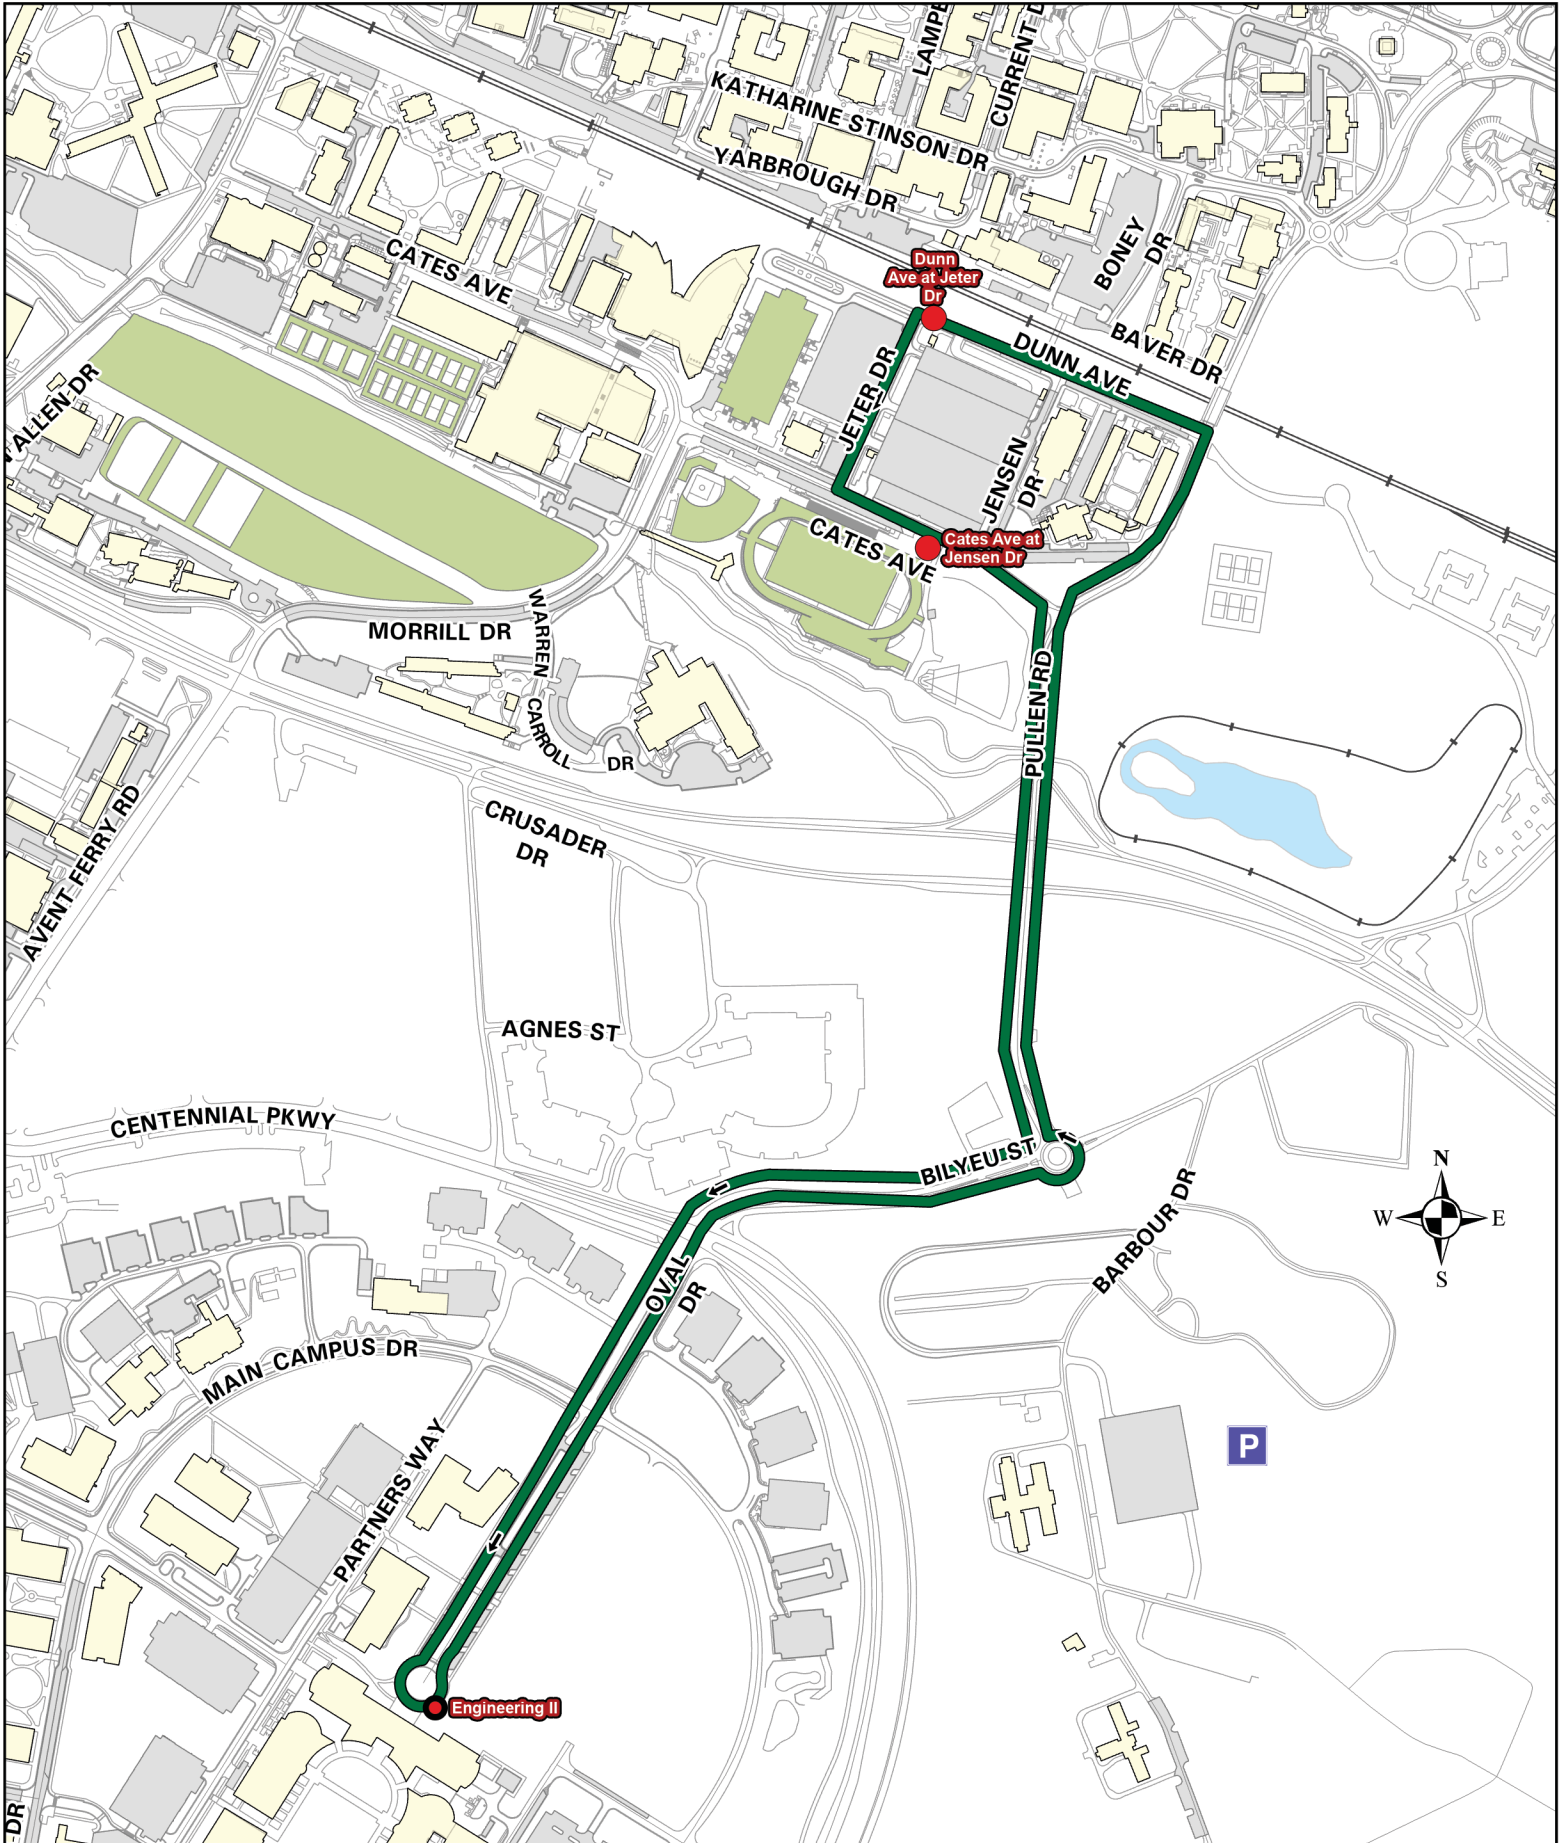 LAMPE
CURRENT D
KATHARINE STINSON DR
YARBROUGH DR
BONEY
DR
CATES AVE
Dunn
Ave at Jeter
Dr
BAVER DR
DUNN AVE
JETER DR
ALLEN DR
JENSEN
DR
CATES AVE
Cates Ave at
Jensen Dr
MORRILL DR
WARREN
CARROLL
DR
PULLEN RD
CRUSADER
DR
AVENT FERRY RD
AGNES ST
CENTENNIAL PKWY
BILYEU ST
BARBOUR DR
N
W
E
S
OVAL
DR
MAIN CAMPUS DR
PARTNERS WAY
P
Engineering II
DR